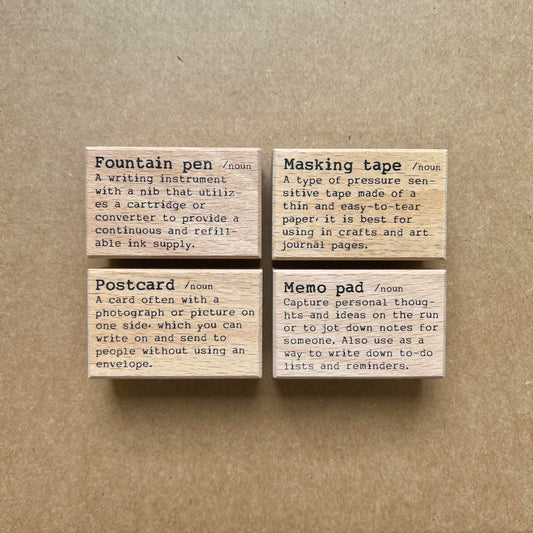 Fountain pen /noun
A writing instrument
with a nib that utiliz-
es a cartridge or
converter to provide a
continuous and refill-
able ink supply.
Masking tape /noun
A type of pressure sen-
sitive tape made of a
thin and easy-to-tear
paper, it is best for
using in crafts and art
journal pages.
Postcard /noun
A card often with a
photograph or picture on
one side, which you can
write on and send to
people without using an
envelope.
Memo pad /noun
Capture personal thoug-
hts and ideas on the run
or to jot down notes for
someone. Also use as a
way to write down to-do
lists and reminders.